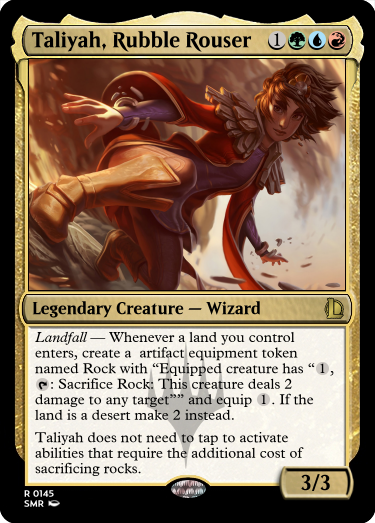 Taliyah, Rubble Rouser 1
Legendary Creature — Wizard
Landfall — Whenever a land you control
enters, create a artifact equipment token
named Rock with “Equipped creature has “1,
: Sacrifice Rock: This creature deals 2
damage to any target”” and equip 1. If the
land is a desert make 2 instead.
Taliyah does not need to tap to activate
abilities that require the additional cost of
sacrificing rocks.
3/3
R 0145
SMR